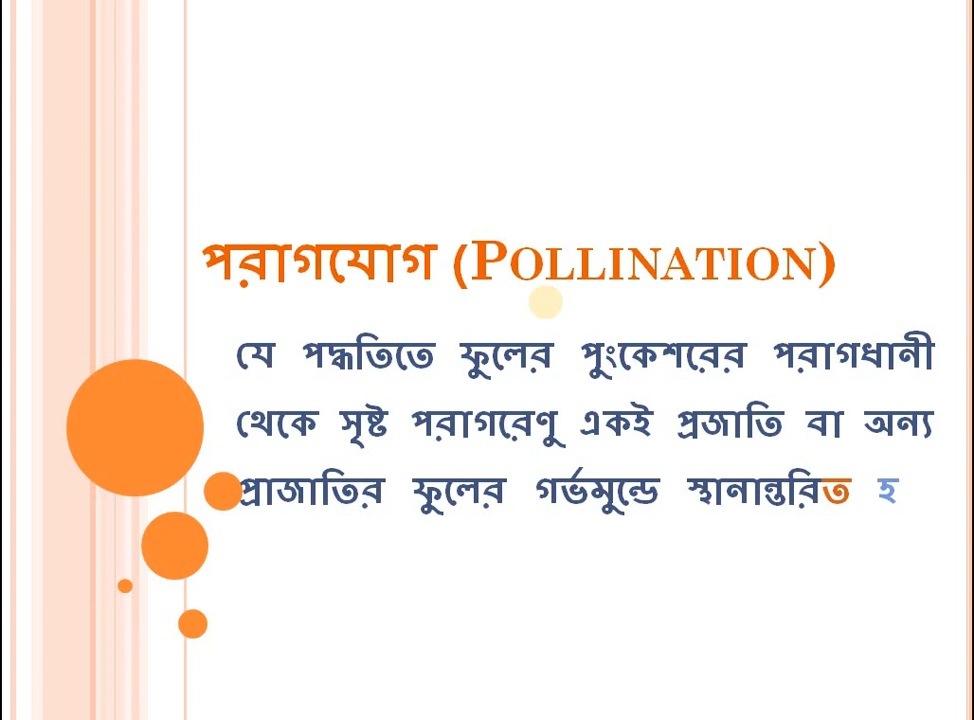 পরাগযোগ (POLLINATION)
যে পদ্ধতিতে ফুলের পুংকেশরের পরাগধানী
থেকে সৃষ্ট পরাগরেণু একই প্রজাতি বা অন্য
প্রাজাতির ফুলের গর্ভমুন্ডে স্থানান্তরিত হ